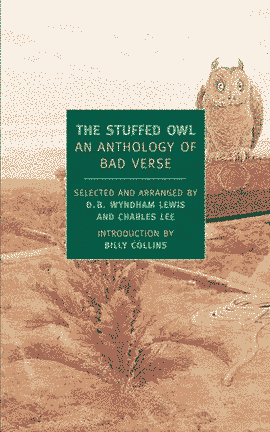 THE STUFFED OWL
AN ANTHOLOGY OF
BAD VERSE
SELECTED AND ARRANGED BY
D.B. WYNDHAM LEWIS
AND CHARLES LEE
INTRODUCTION BY
BILLY COLLINS